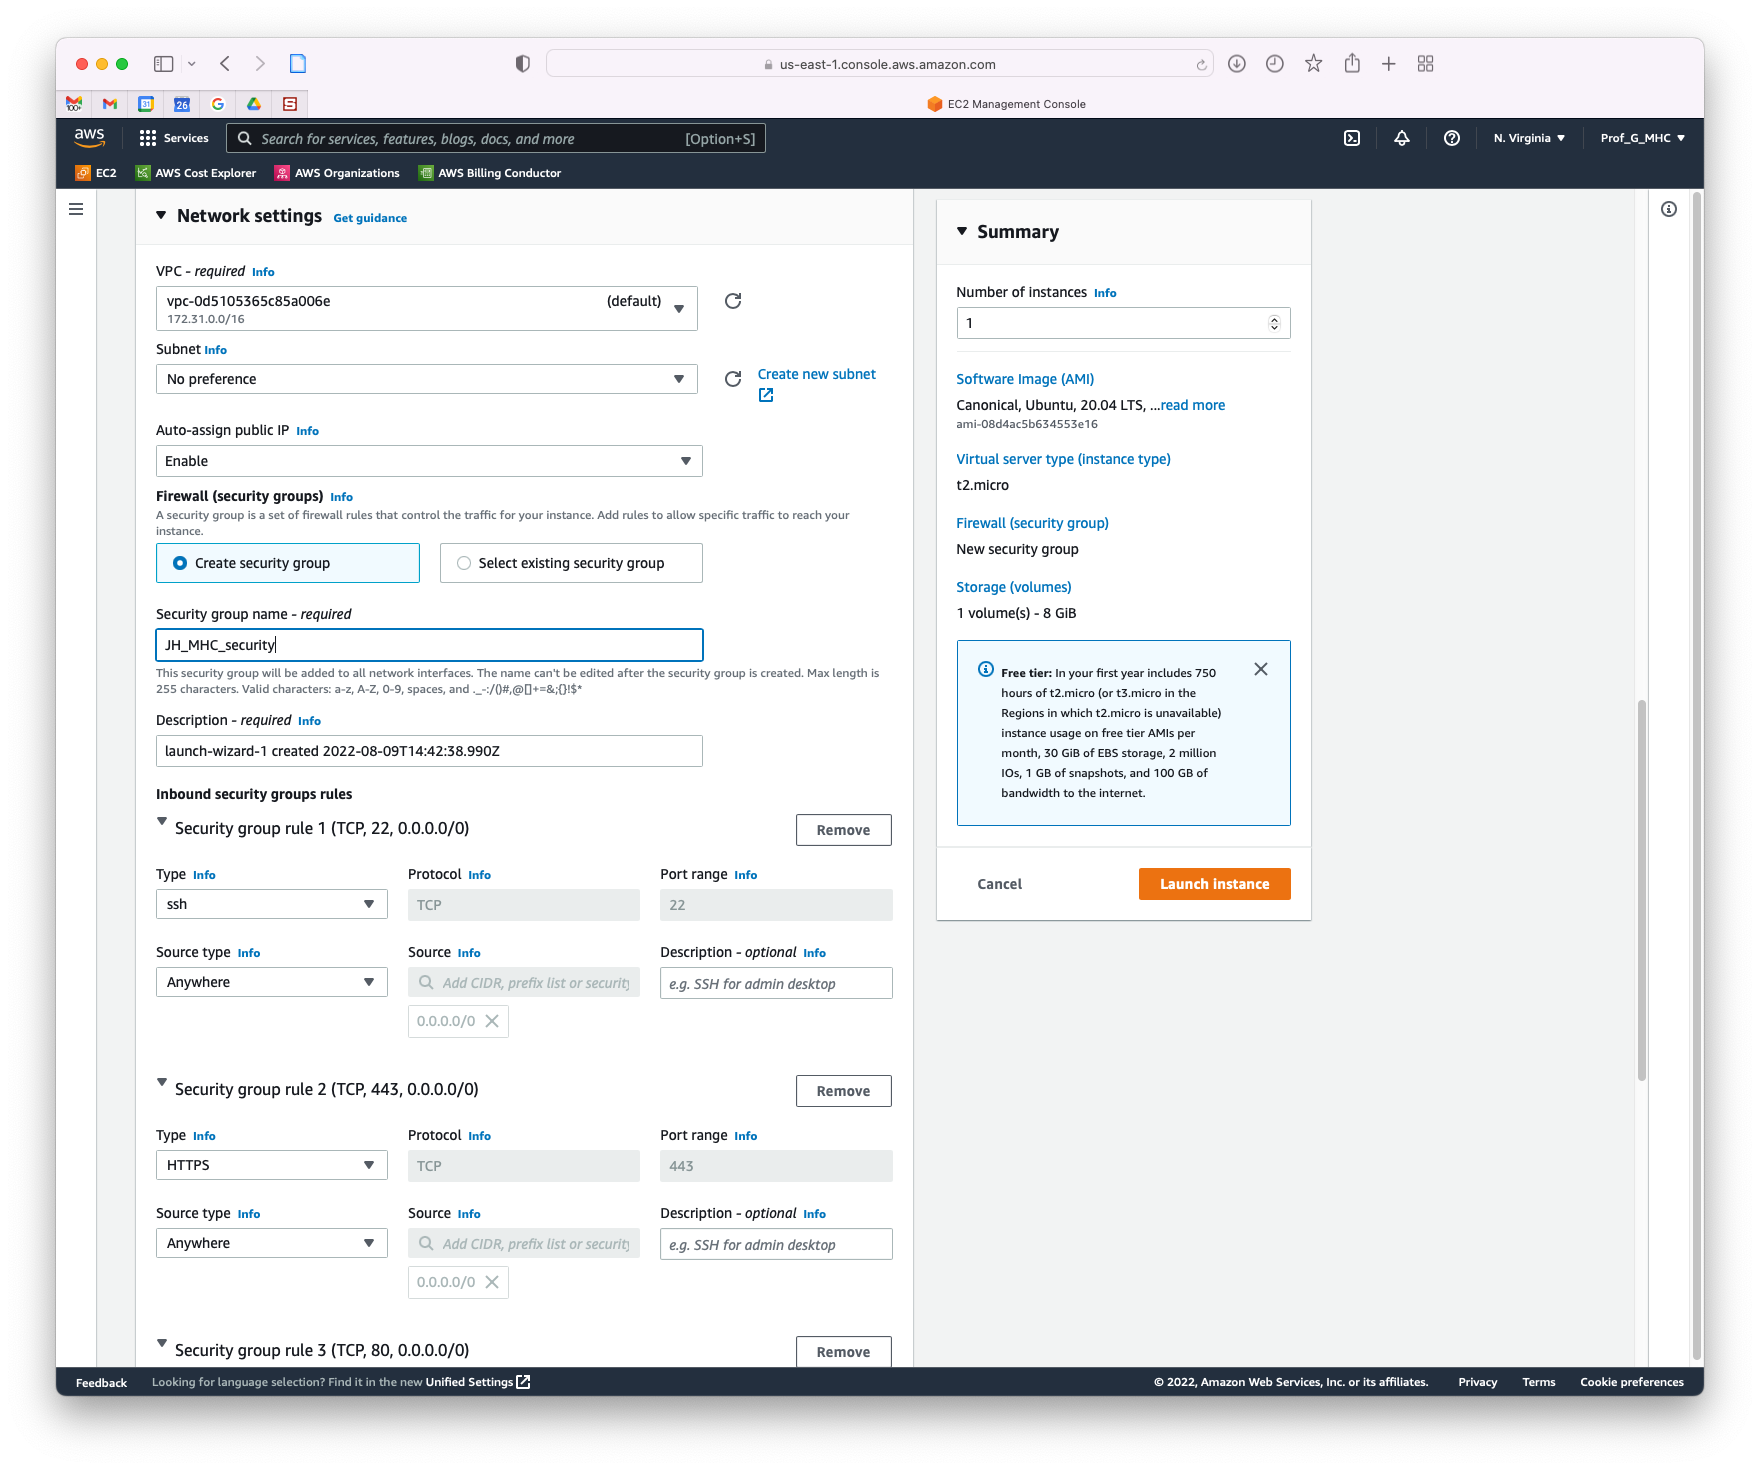 us-east-1.console.aws.amazon.com
31
26
G
EC2 Management Console
aws
Services
Search for services, features, blogs, docs, and more
[Option+S]
N. Virginia
Prof_G_MHC
EC2
AWS Cost Explorer
AWS Organizations
AWS Billing Conductor
Network settings Get guidance
VPC - required Info
vpc-0d5105365c85a006e (default)
172.31.0.0/16
Subnet Info
No preference
Create new subnet
Auto-assign public IP Info
Enable
Firewall (security groups) Info
A security group is a set of firewall rules that control the traffic for your instance. Add rules to allow specific traffic to reach your
instance.
Create security group
Select existing security group
Security group name - required
JH_MHC_security
This security group will be added to all network interfaces. The name can't be edited after the security group is created. Max length is
255 characters. Valid characters: a-z, A-Z, 0-9, spaces, and ._-:/()#,@[]+=&;{}!$*
Description - required Info
launch-wizard-1 created 2022-08-09T14:42:38.990Z
Inbound security groups rules
Security group rule 1 (TCP, 22, 0.0.0.0/0)
Remove
Type Info
Protocol Info
Port range Info
ssh
TCP
22
Source type Info
Source Info
Description - optional Info
Anywhere
Add CIDR, prefix list or security
e.g. SSH for admin desktop
0.0.0.0/0
Security group rule 2 (TCP, 443, 0.0.0.0/0)
Remove
Type Info
Protocol Info
Port range Info
HTTPS
TCP
443
Source type Info
Source Info
Description - optional Info
Anywhere
Add CIDR, prefix list or security
e.g. SSH for admin desktop
0.0.0.0/0
Security group rule 3 (TCP, 80, 0.0.0.0/0)
Remove
Summary
Number of instances Info
1
Software Image (AMI)
Canonical, Ubuntu, 20.04 LTS, ...read more
ami-08d4ac5b634553e16
Virtual server type (instance type)
t2.micro
Firewall (security group)
New security group
Storage (volumes)
1 volume(s) - 8 GiB
Free tier: In your first year includes 750
hours of t2.micro (or t3.micro in the
Regions in which t2.micro is unavailable)
instance usage on free tier AMIs per
month, 30 GiB of EBS storage, 2 million
IOs, 1 GB of snapshots, and 100 GB of
bandwidth to the internet.
Cancel
Launch instance
Feedback
Looking for language selection? Find it in the new Unified Settings
© 2022, Amazon Web Services, Inc. or its affiliates.
Privacy
Terms
Cookie preferences